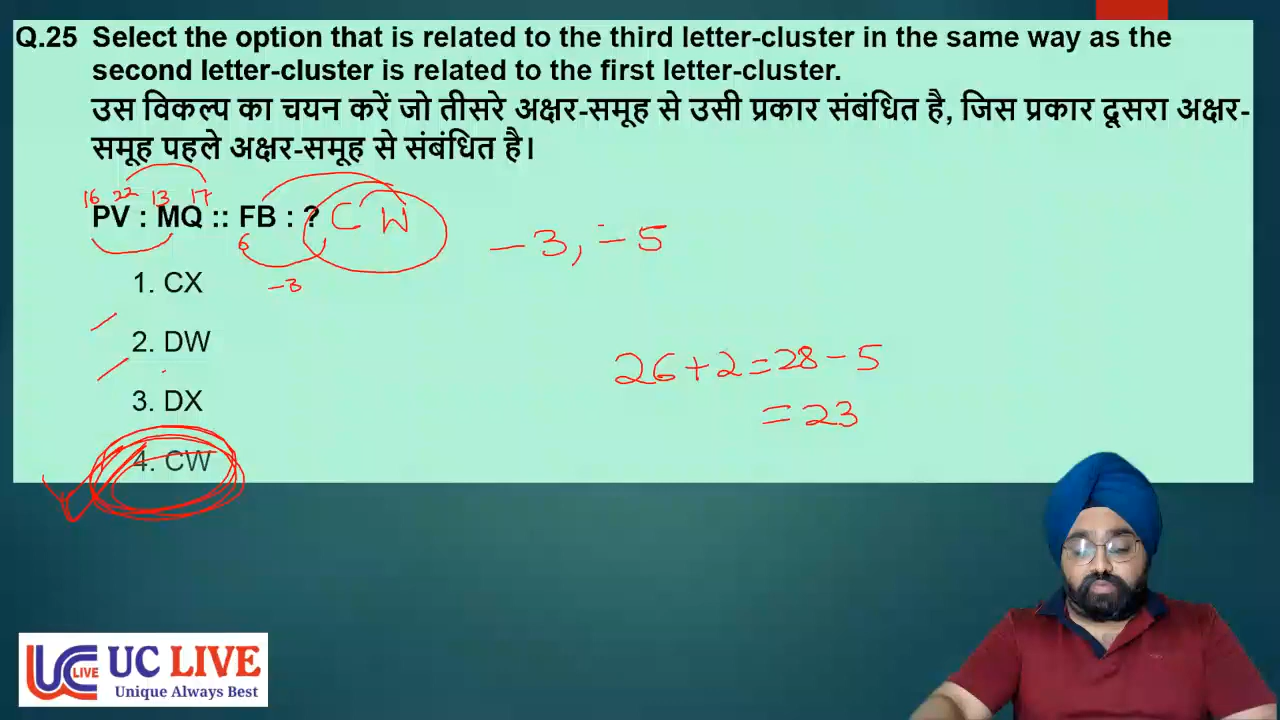 Q.25 Select the option that is related to the third letter-cluster in the same way as the
second letter-cluster is related to the first letter-cluster.
उस विकल्प का चयन करें जो तीसरे अक्षर-समूह से उसी प्रकार संबंधित है, जिस प्रकार दूसरा अक्षर-
समूह पहले अक्षर-समूह से संबंधित है।
16 22 13 17
PV : MQ :: FB : ? CW
6
-3
-3, -5
1. CX
2. DW
26+2=28-5
=23
3. DX
4. CW
UC LIVE
LIVE
Unique Always Best